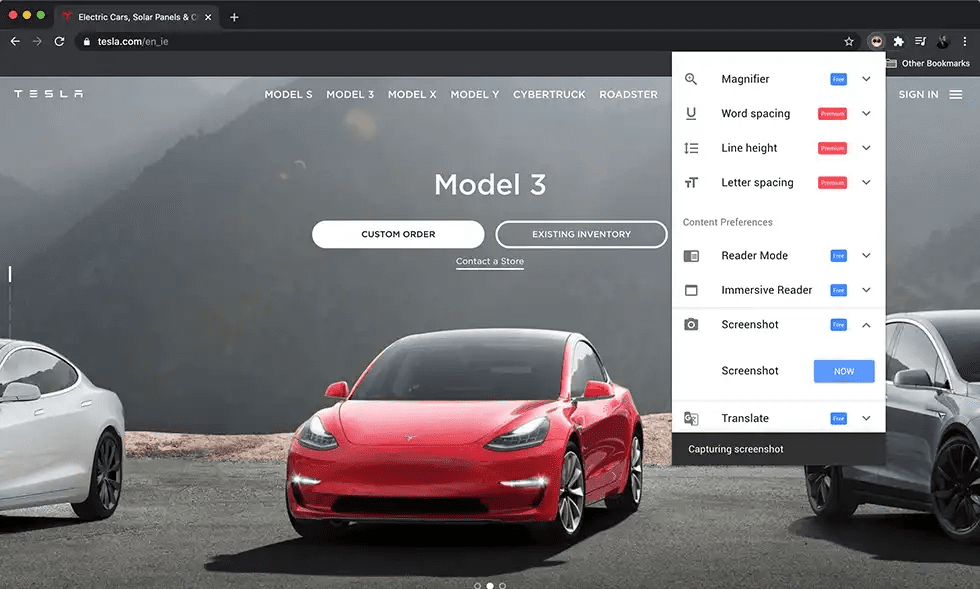 Electric Cars, Solar Panels & C
tesla.com/en_ie
Other Bookmarks
TESLA
MODEL S MODEL 3 MODEL X MODEL Y CYBERTRUCK ROADSTER
SIGN IN
Model 3
CUSTOM ORDER
EXISTING INVENTORY
Contact a Store
Magnifier Free
Word spacing Premium
Line height Premium
Letter spacing Premium
Content Preferences
Reader Mode Free
Immersive Reader Free
Screenshot Free
Screenshot NOW
Translate Free
Capturing screenshot